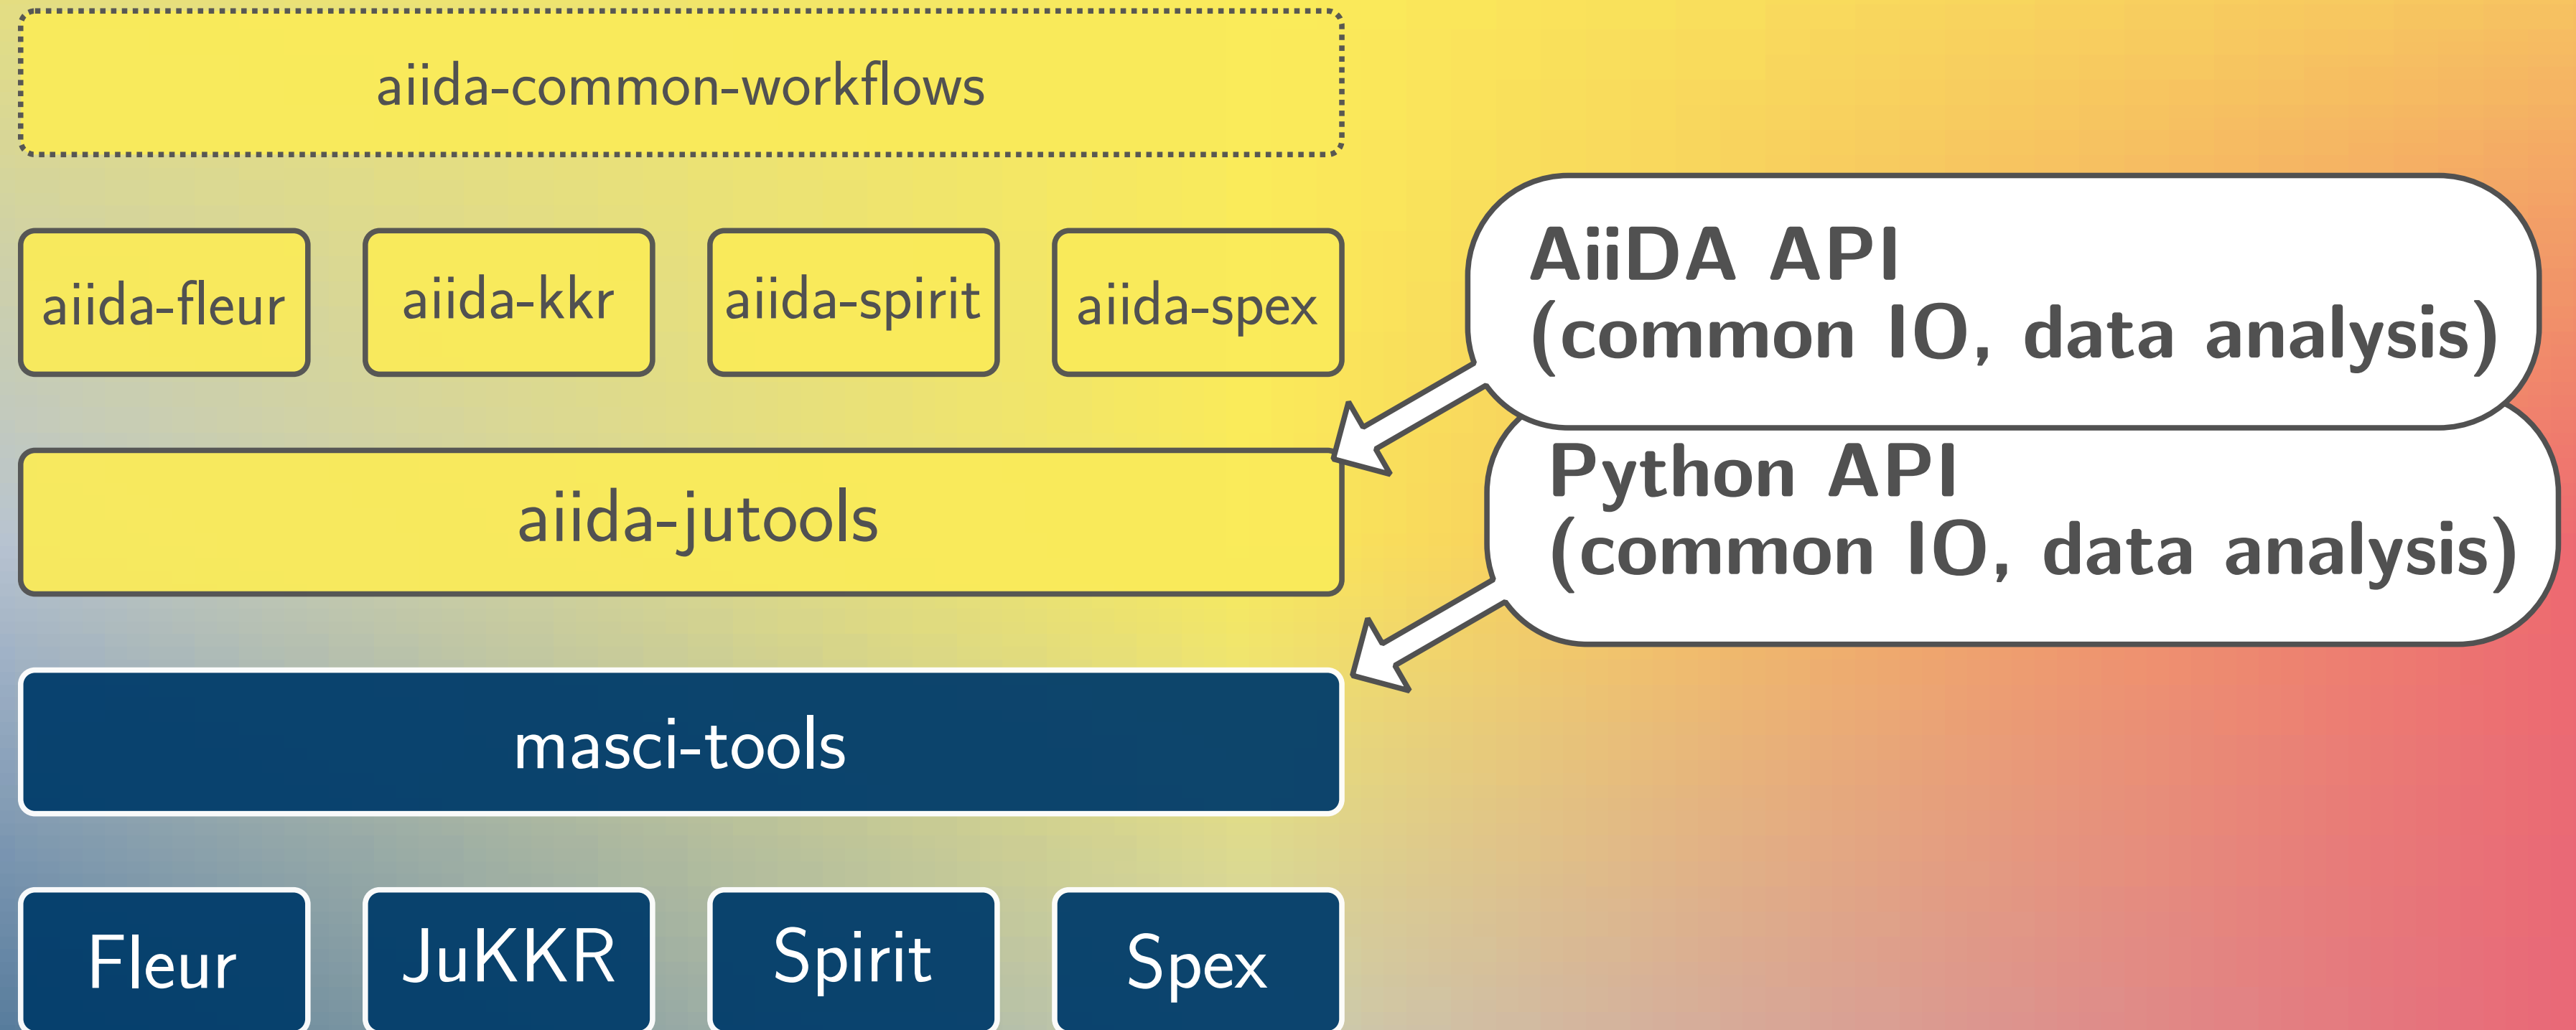 aiida-common-workflows
aiida-fleur
aiida-kkr
aiida-spirit
aiida-spex
AiiDA API
(common IO, data analysis)
aiida-jutools
Python API
(common IO, data analysis)
masci-tools
Fleur
JuKKR
Spirit
Spex